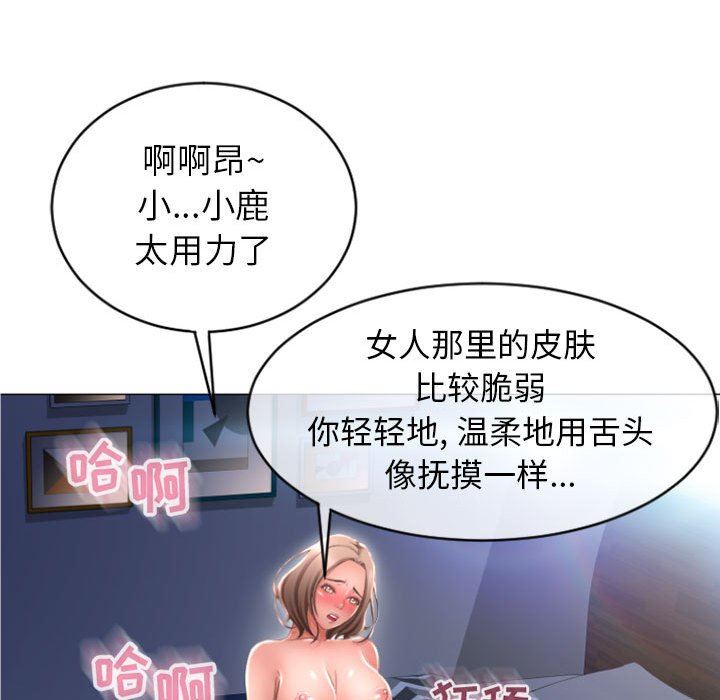 啊啊昂~
小...小鹿
太用力了
女人那里的皮肤
比较脆弱
你轻轻地, 温柔地用舌头
像抚摸一样...
哈啊
哈啊